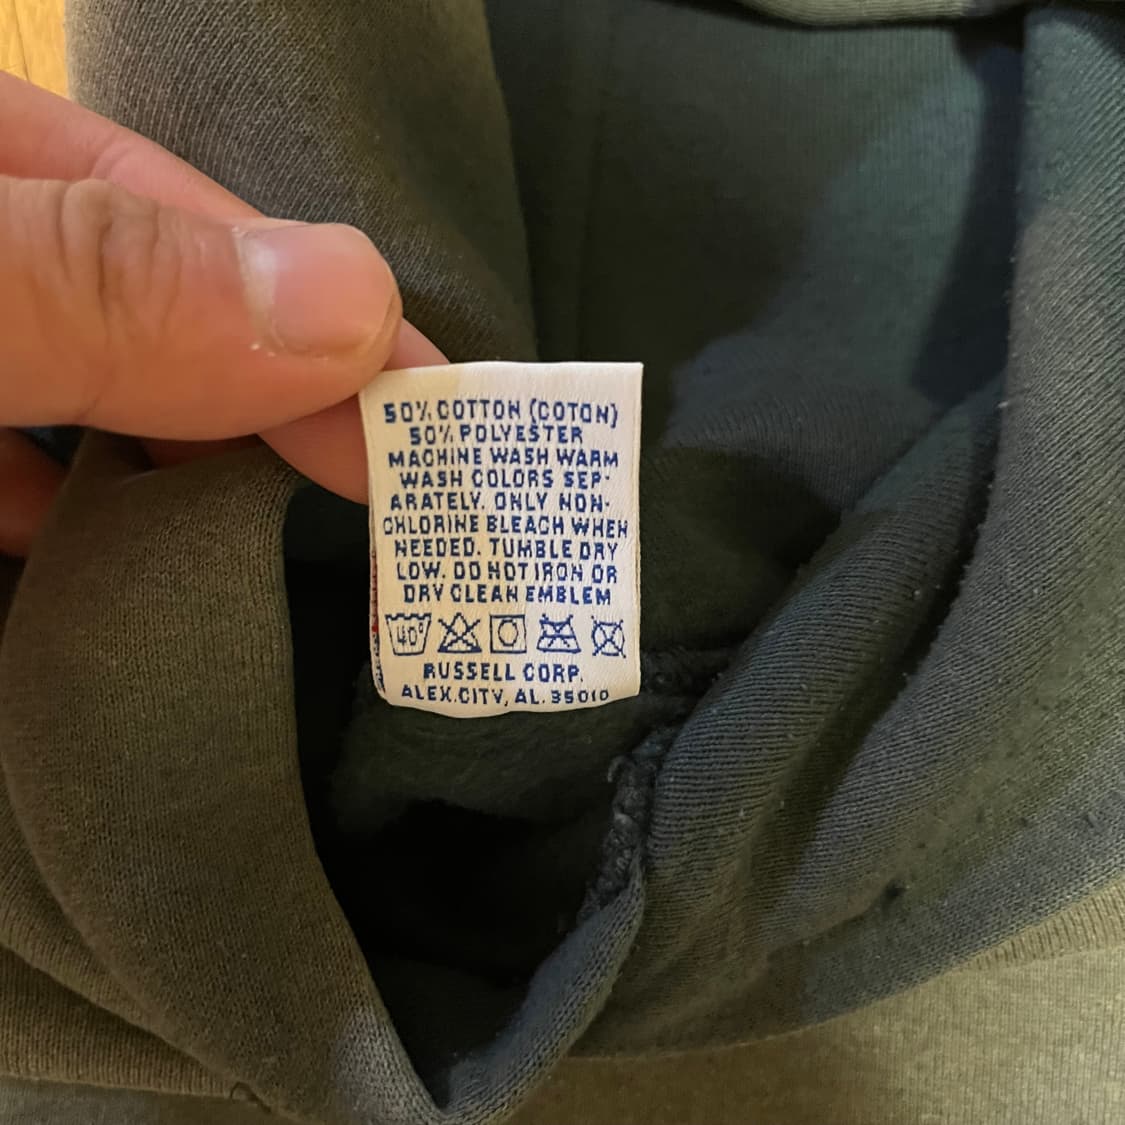 50% COTTON (COTON)
50% POLYESTER
MACHINE WASH WARM
WASH COLORS SEP-
ARATELY. ONLY NON-
CHLORINE BLEACH WHEN
NEEDED. TUMBLE DRY
LOW. DO NOT IRON OR
DRY CLEAN EMBLEM
40°
RUSSELL CORP.
ALEX.CITY, AL. 35010